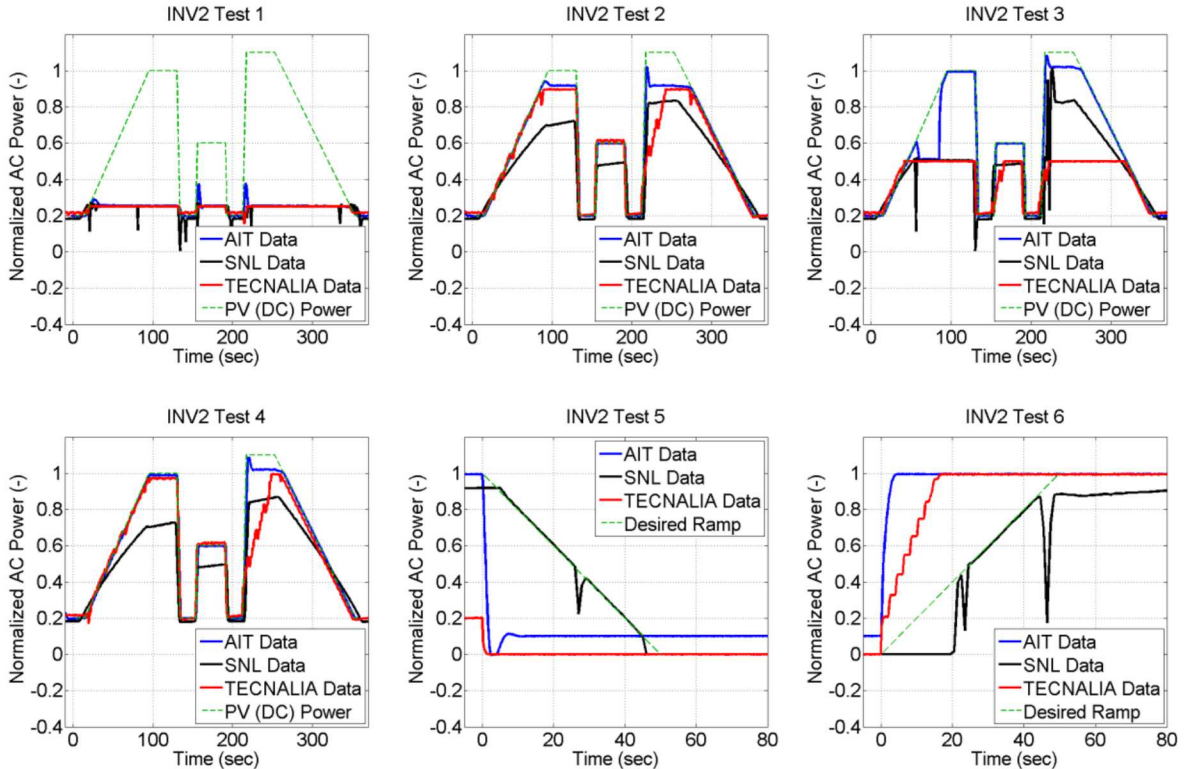 INV2 Test 1
Normalized AC Power (-)
1
0.8
0.6
0.4
0.2
0
-0.2
-0.4
AIT Data
SNL Data
TECNALIA Data
PV (DC) Power
0 100 200 300
Time (sec)
INV2 Test 2
Normalized AC Power (-)
1
0.8
0.6
0.4
0.2
0
-0.2
-0.4
AIT Data
SNL Data
TECNALIA Data
PV (DC) Power
0 100 200 300
Time (sec)
INV2 Test 3
Normalized AC Power (-)
1
0.8
0.6
0.4
0.2
0
-0.2
-0.4
AIT Data
SNL Data
TECNALIA Data
PV (DC) Power
0 100 200 300
Time (sec)
INV2 Test 4
Normalized AC Power (-)
1
0.8
0.6
0.4
0.2
0
-0.2
-0.4
AIT Data
SNL Data
TECNALIA Data
PV (DC) Power
0 100 200 300
Time (sec)
INV2 Test 5
Normalized AC Power (-)
1
0.8
0.6
0.4
0.2
0
-0.2
-0.4
AIT Data
SNL Data
TECNALIA Data
Desired Ramp
0 20 40 60 80
Time (sec)
INV2 Test 6
Normalized AC Power (-)
1
0.8
0.6
0.4
0.2
0
-0.2
-0.4
AIT Data
SNL Data
TECNALIA Data
Desired Ramp
0 20 40 60 80
Time (sec)